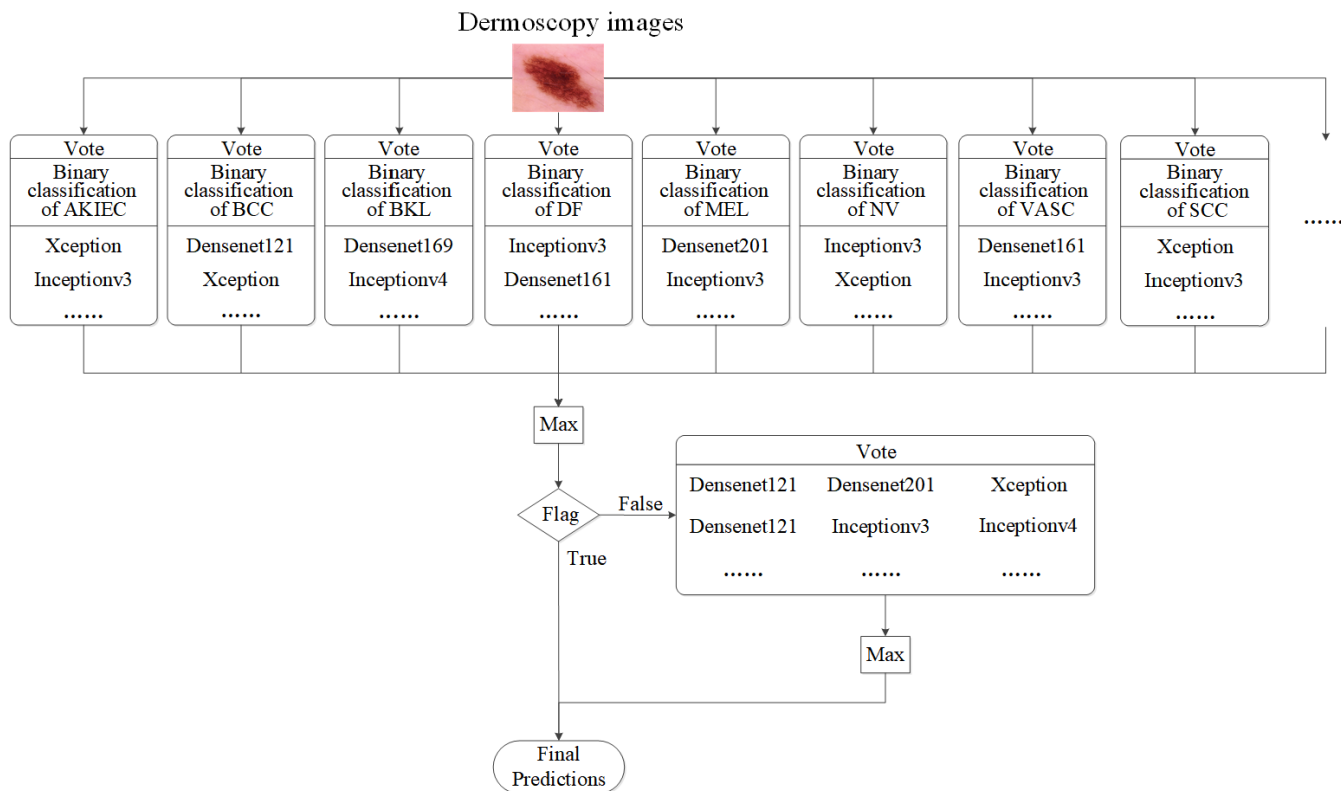 Dermoscopy images
Vote
Binary
classification
of AKIEC
Xception
Inceptionv3
......
Vote
Binary
classification
of BCC
Densenet121
Xception
......
Vote
Binary
classification
of BKL
Densenet169
Inceptionv4
......
Vote
Binary
classification
of DF
Inceptionv3
Densenet161
......
Vote
Binary
classification
of MEL
Densenet201
Inceptionv3
......
Vote
Binary
classification
of NV
Inceptionv3
Xception
......
Vote
Binary
classification
of VASC
Densenet161
Inceptionv3
......
Vote
Binary
classification
of SCC
Xception
Inceptionv3
......
......
Max
Flag
False
True
Vote
Densenet121 Densenet201 Xception
Densenet121 Inceptionv3 Inceptionv4
...... ...... ......
Max
Final
Predictions